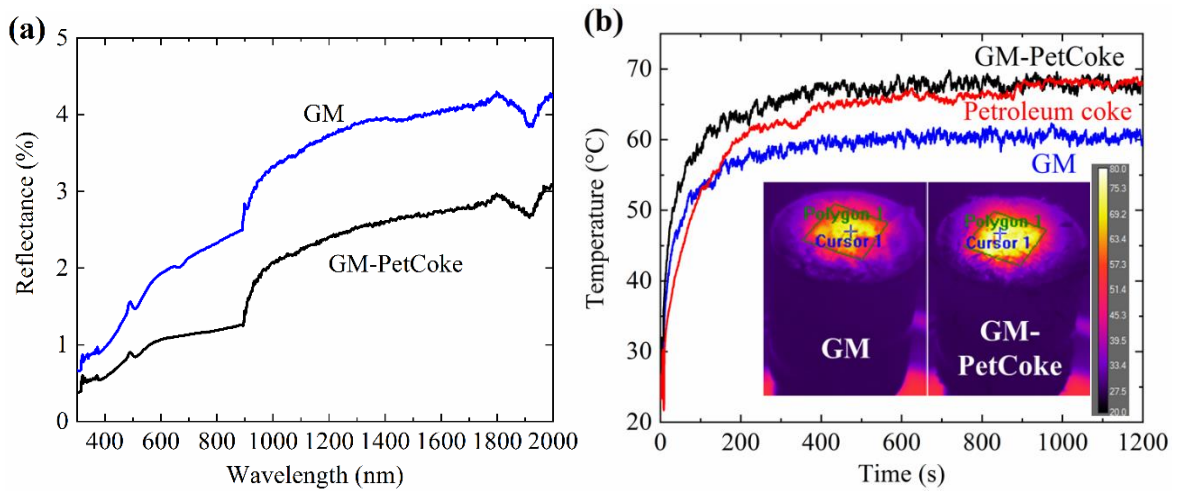 (a)
5
4
3
2
1
0
Reflectance (%)
GM
GM-PetCoke
400 600 800 1000 1200 1400 1600 1800 2000
Wavelength (nm)
(b)
70
60
50
40
30
20
Temperature (°C)
GM-PetCoke
Petroleum coke
GM
Polygon 1
Cursor 1
GM
Polygon 1
Cursor 1
GM-
PetCoke
80.0
75.3
69.2
63.4
57.4
51.4
45.3
39.5
33.5
27.5
20.0
0 200 400 600 800 1000 1200
Time (s)